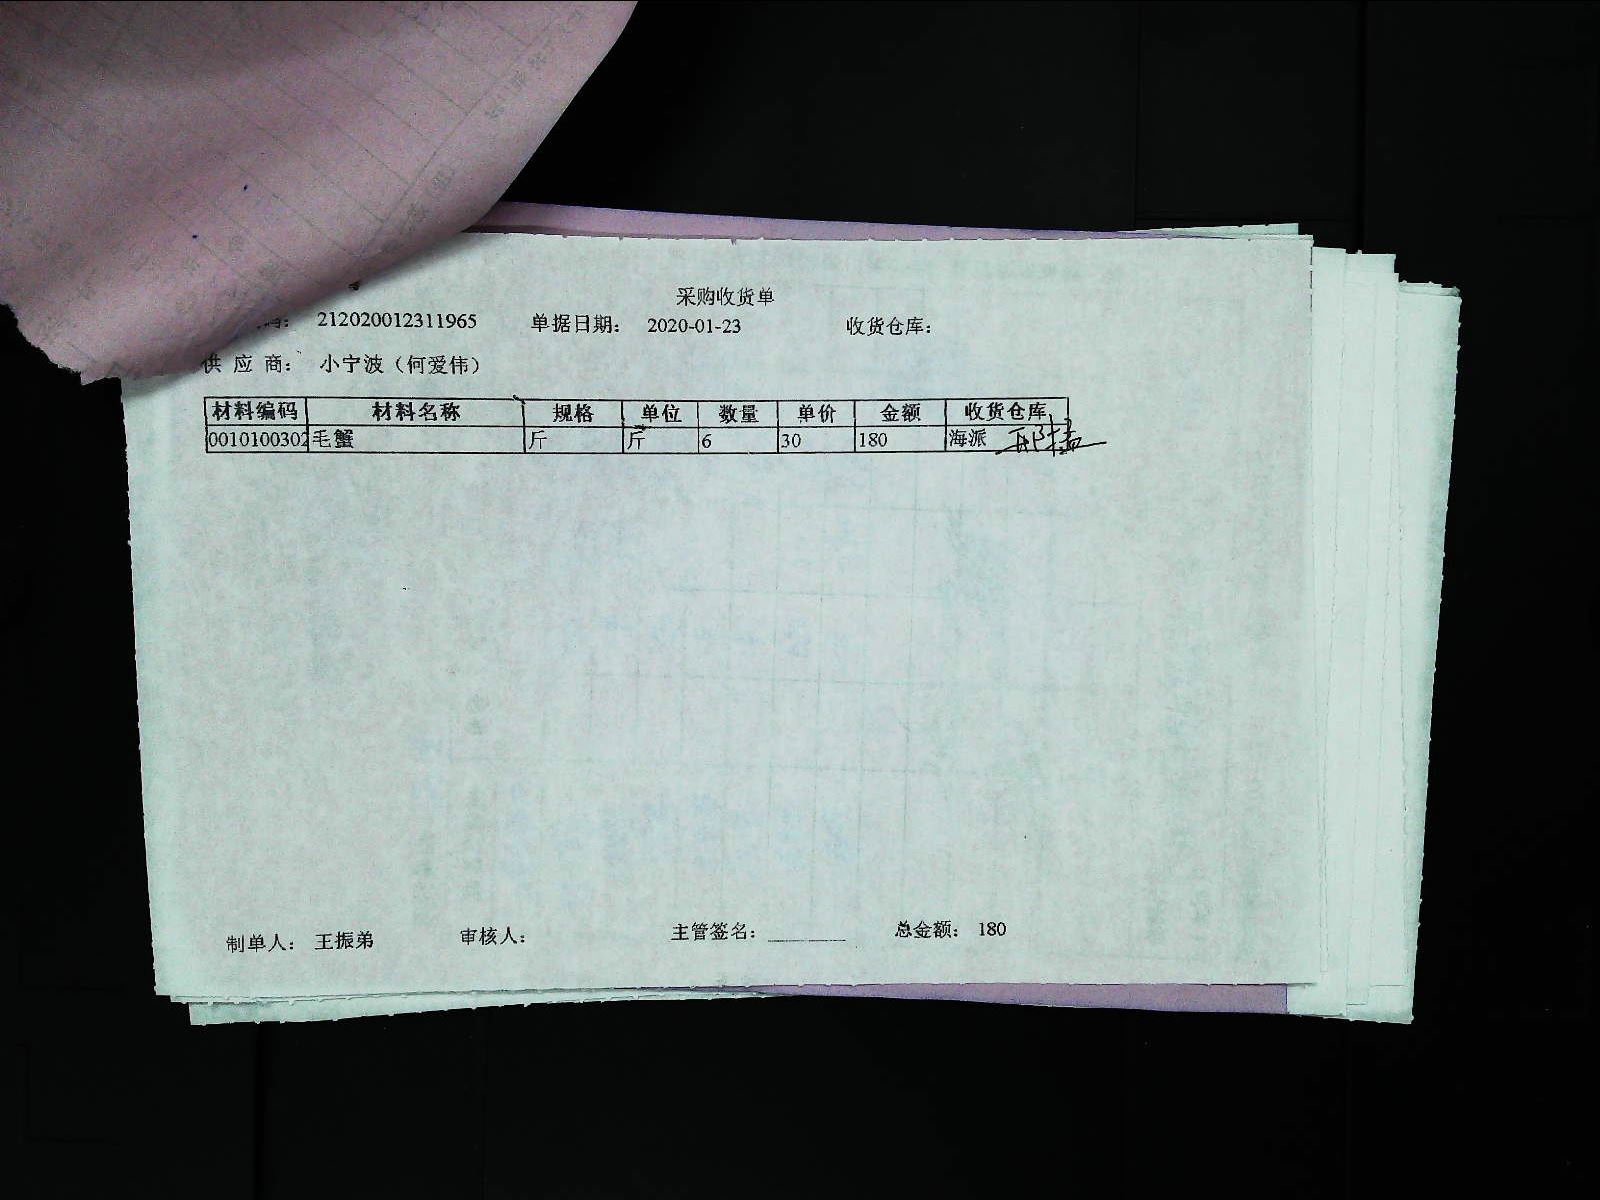 采购收货单
码： 212020012311965 单据日期： 2020-01-23 收货仓库：
供 应 商： 小宁波（何爱伟）
材料编码 材料名称 规格 单位 数量 单价 金额 收货仓库
0010100302 毛蟹 斤 斤 6 30 180 海派
制单人： 王振弟 审核人： 主管签名：________ 总金额： 180